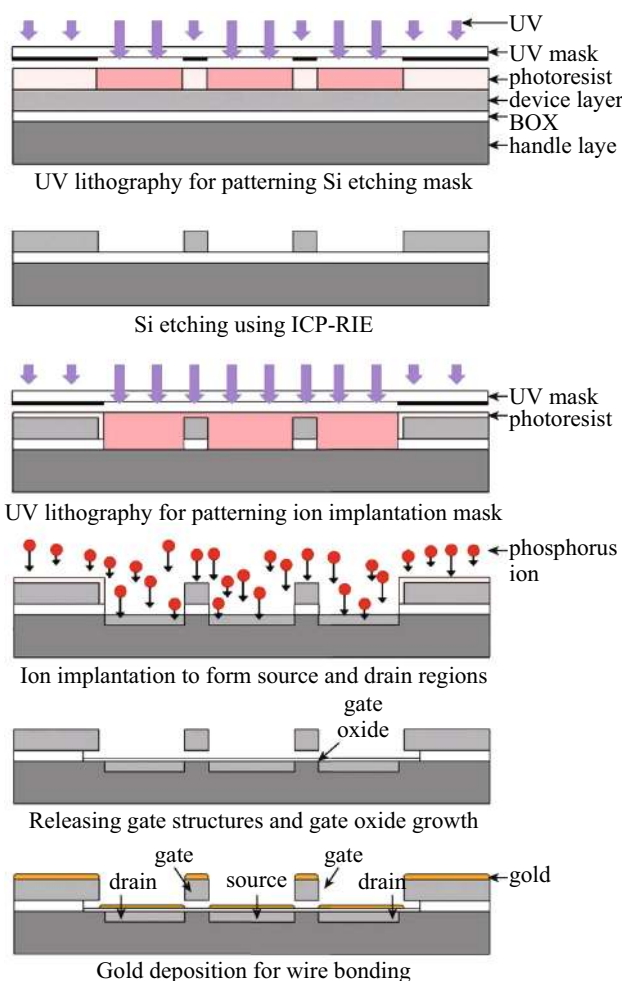 UV
UV mask
photoresist
device layer
BOX
handle laye
UV lithography for patterning Si etching mask
Si etching using ICP-RIE
UV mask
photoresist
UV lithography for patterning ion implantation mask
phosphorus
ion
Ion implantation to form source and drain regions
gate
oxide
Releasing gate structures and gate oxide growth
gate
gate
drain
source
drain
gold
Gold deposition for wire bonding